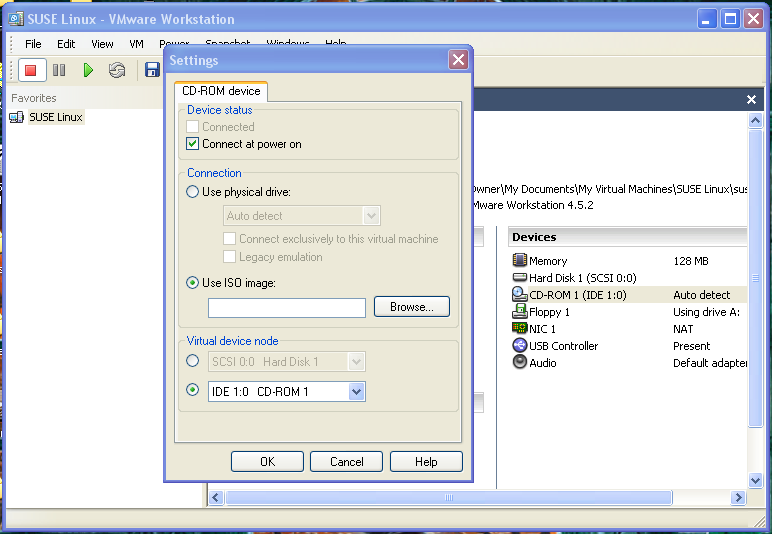 SUSE Linux - VMware Workstation
File Edit View VM Power Snapshot Windows Help
Favorites
SUSE Linux
Settings
CD-ROM device
Device status
Connected
Connect at power on
Connection
Use physical drive:
Auto detect
Connect exclusively to this virtual machine
Legacy emulation
Use ISO image:
Browse...
Virtual device node
SCSI 0:0 Hard Disk 1
IDE 1:0 CD-ROM 1
OK Cancel Help
Owner\My Documents\My Virtual Machines\SUSE Linux\sus
VMware Workstation 4.5.2
Devices
Memory 128 MB
Hard Disk 1 (SCSI 0:0)
CD-ROM 1 (IDE 1:0) Auto detect
Floppy 1 Using drive A:
NIC 1 NAT
USB Controller Present
Audio Default adapter